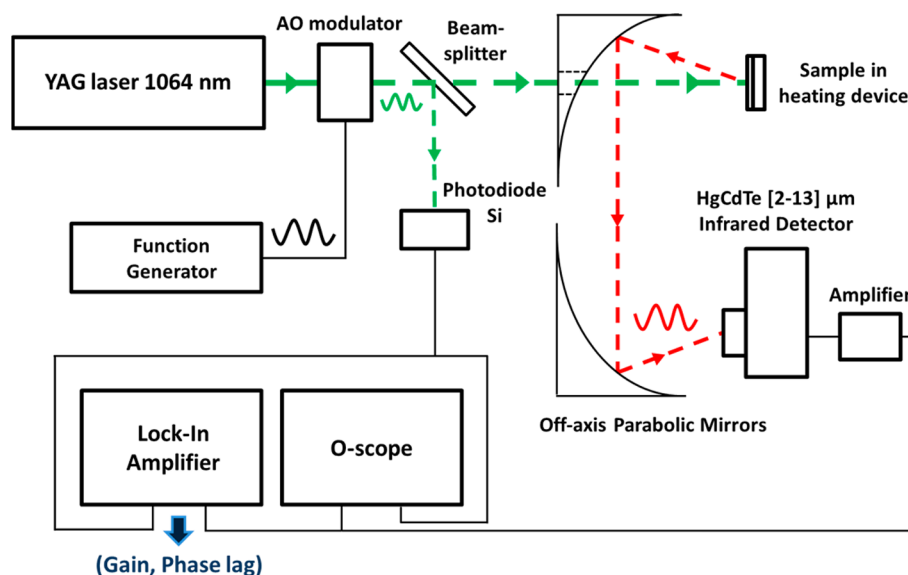 AO modulator
Beam-
splitter
YAG laser 1064 nm
Sample in
heating device
Photodiode
Si
HgCdTe [2-13] µm
Infrared Detector
Function
Generator
Amplifier
Off-axis Parabolic Mirrors
Lock-In
Amplifier
O-scope
(Gain, Phase lag)